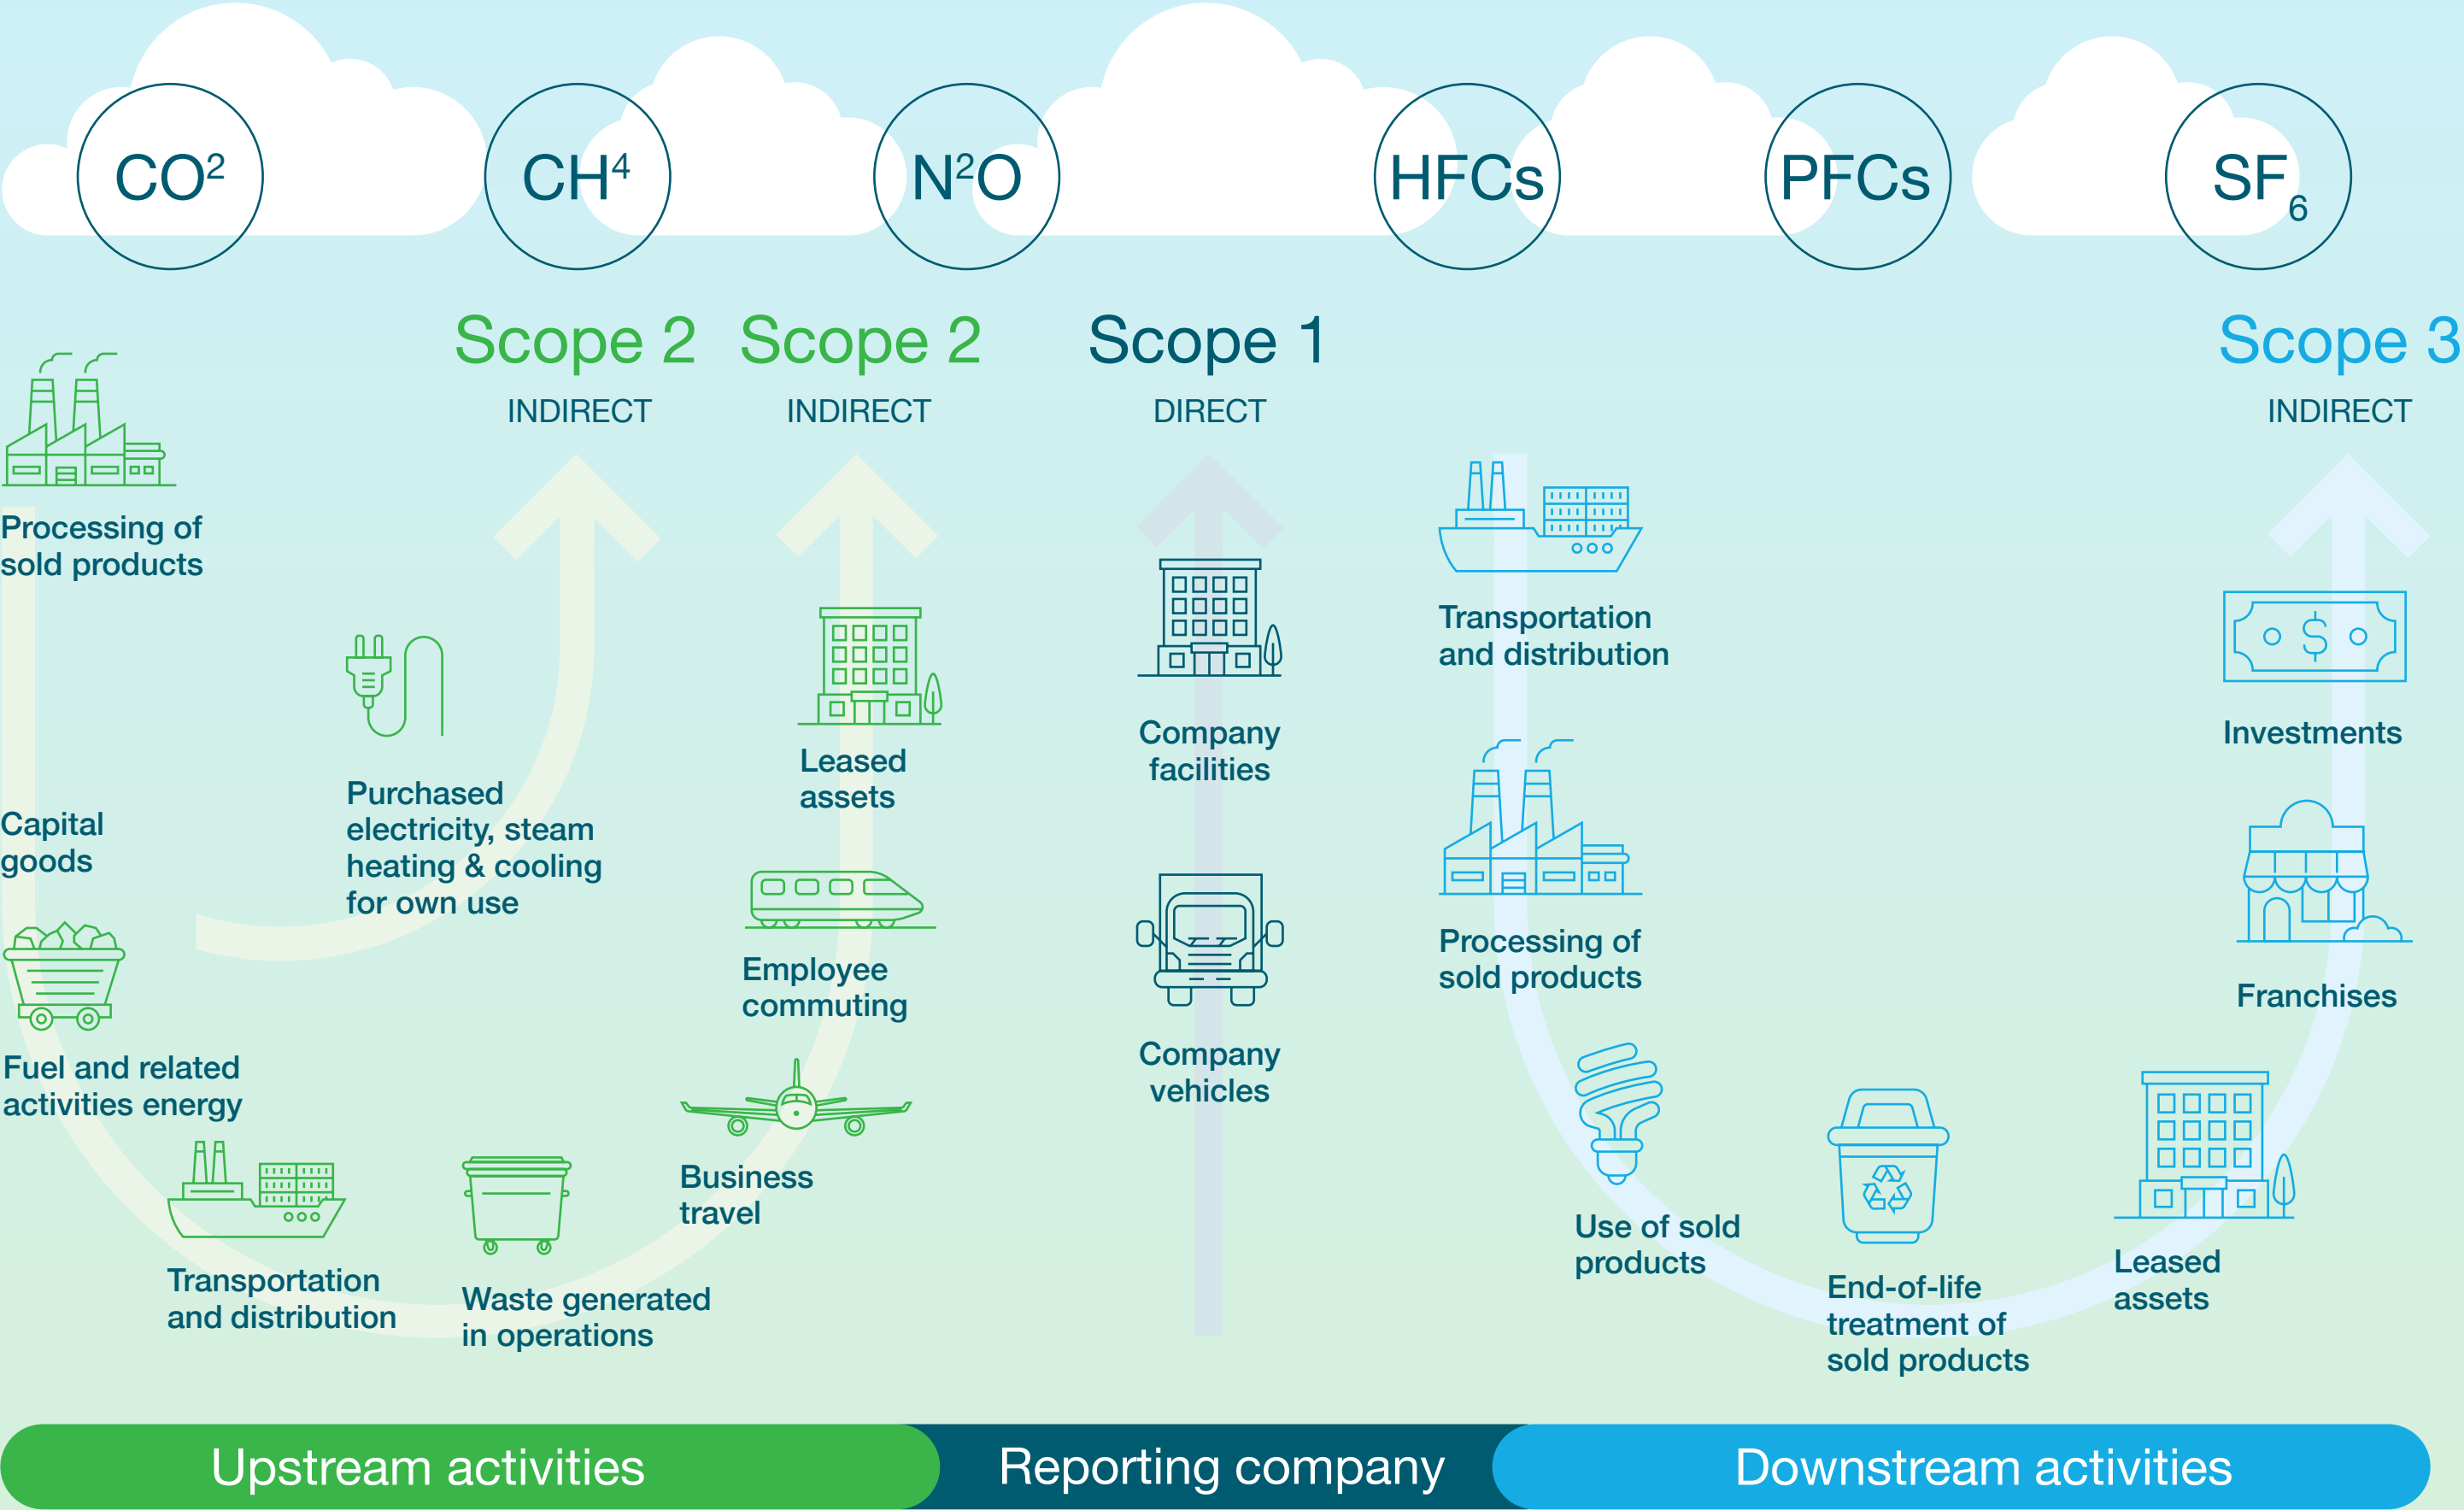 CO²
CH⁴
N²O
HFCs
PFCs
SF₆
Scope 2
INDIRECT
Scope 2
INDIRECT
Scope 1
DIRECT
Scope 3
INDIRECT
Processing of
sold products
Capital
goods
Fuel and related
activities energy
Transportation
and distribution
Purchased
electricity, steam
heating & cooling
for own use
Waste generated
in operations
Leased
assets
Employee
commuting
Business
travel
Company
facilities
Company
vehicles
Transportation
and distribution
Processing of
sold products
Use of sold
products
End-of-life
treatment of
sold products
Leased
assets
$
Investments
Franchises
Upstream activities
Reporting company
Downstream activities